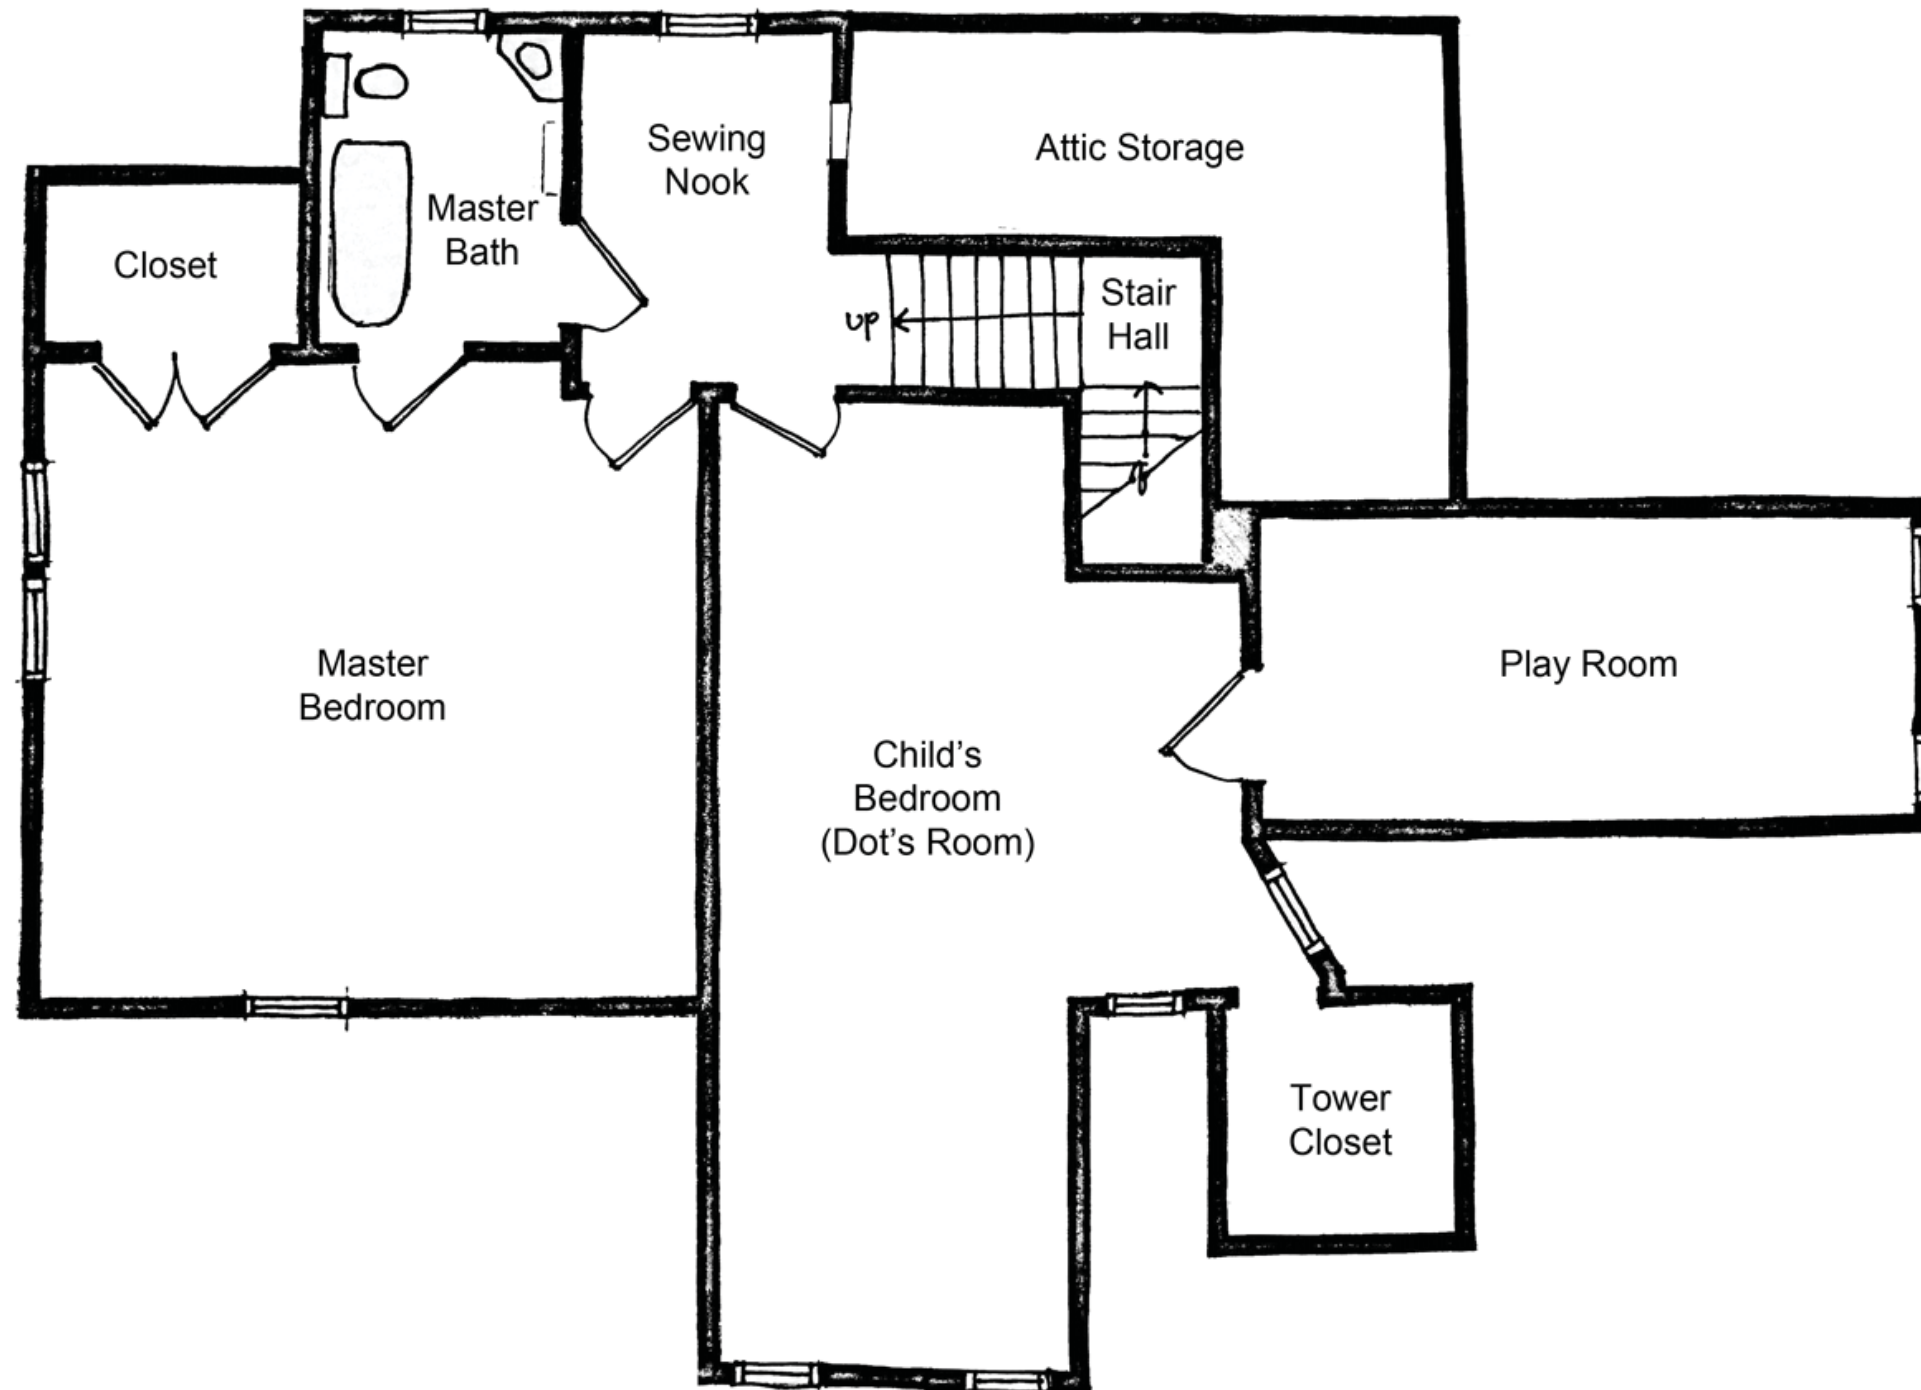 Sewing
Nook
Attic Storage
Master
Bath
Closet
Stair
Hall
up
Master
Bedroom
Play Room
Child's
Bedroom
(Dot's Room)
Tower
Closet